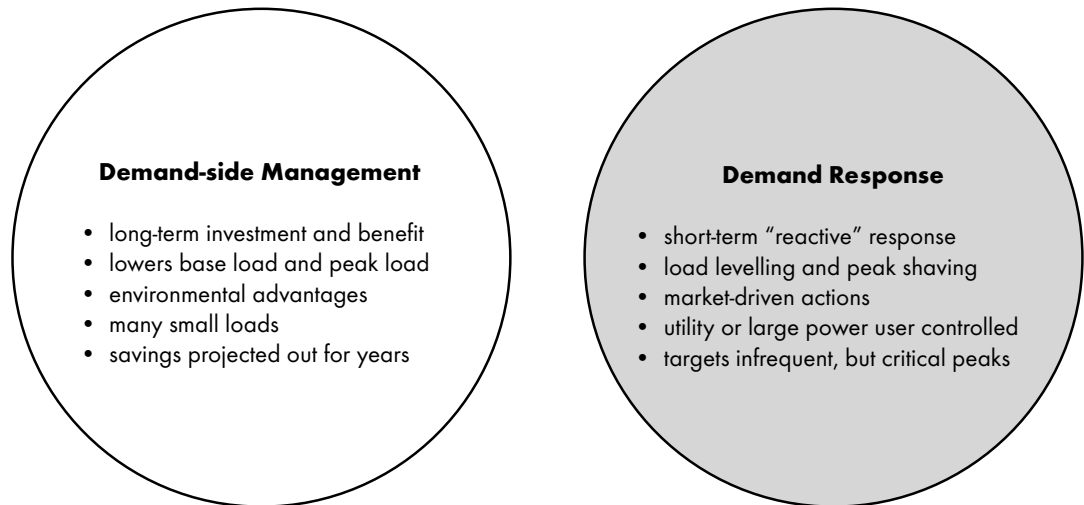 Demand-side Management
• long-term investment and benefit
• lowers base load and peak load
• environmental advantages
• many small loads
• savings projected out for years
Demand Response
• short-term “reactive” response
• load levelling and peak shaving
• market-driven actions
• utility or large power user controlled
• targets infrequent, but critical peaks